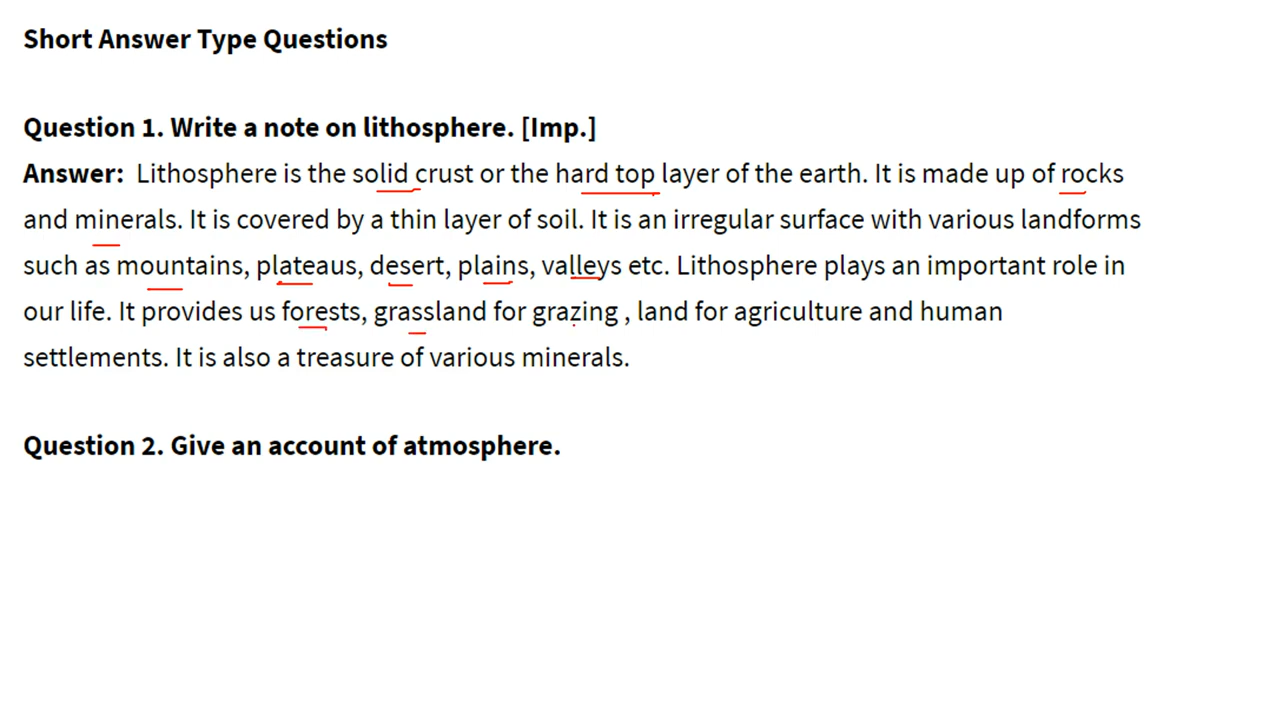 Short Answer Type Questions
Question 1. Write a note on lithosphere. [Imp.]
Answer: Lithosphere is the solid crust or the hard top layer of the earth. It is made up of rocks
and minerals. It is covered by a thin layer of soil. It is an irregular surface with various landforms
such as mountains, plateaus, desert, plains, valleys etc. Lithosphere plays an important role in
our life. It provides us forests, grassland for grazing , land for agriculture and human
settlements. It is also a treasure of various minerals.
Question 2. Give an account of atmosphere.